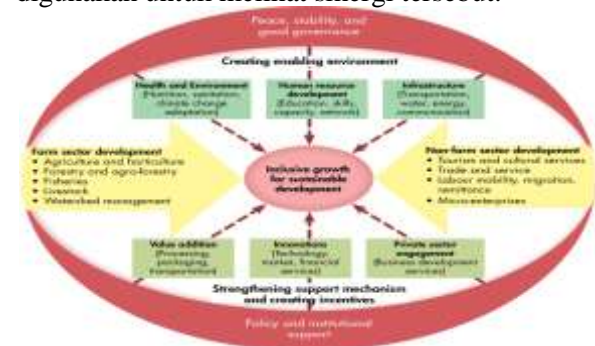 digunakan untuk melihat sinergi tersebut.
Peace, stability, and
good governance
Creating enabling environment
Health and Environment
(Nutrition, sanitation,
climate change
adaptation)
Human resource
development
(Education, skills,
capacity, network)
Infrastructure
(Transportation,
water, energy,
communication)
Farm sector development
• Agriculture and horticulture
• Forestry and agro-forestry
• Fisheries
• Livestock
• Watershed management
Inclusive growth
for sustainable
development
Non-farm sector development
• Tourism and cultural services
• Trade and service
• Labour mobility, migration,
remittance
• Microenterprises
Value addition
(Processing,
packaging,
transportation)
Innovations
(Technology,
market, financial
services)
Private sector
engagement
(Business development
services)
Strengthening support mechanism
and creating incentives
Policy and institutional
support